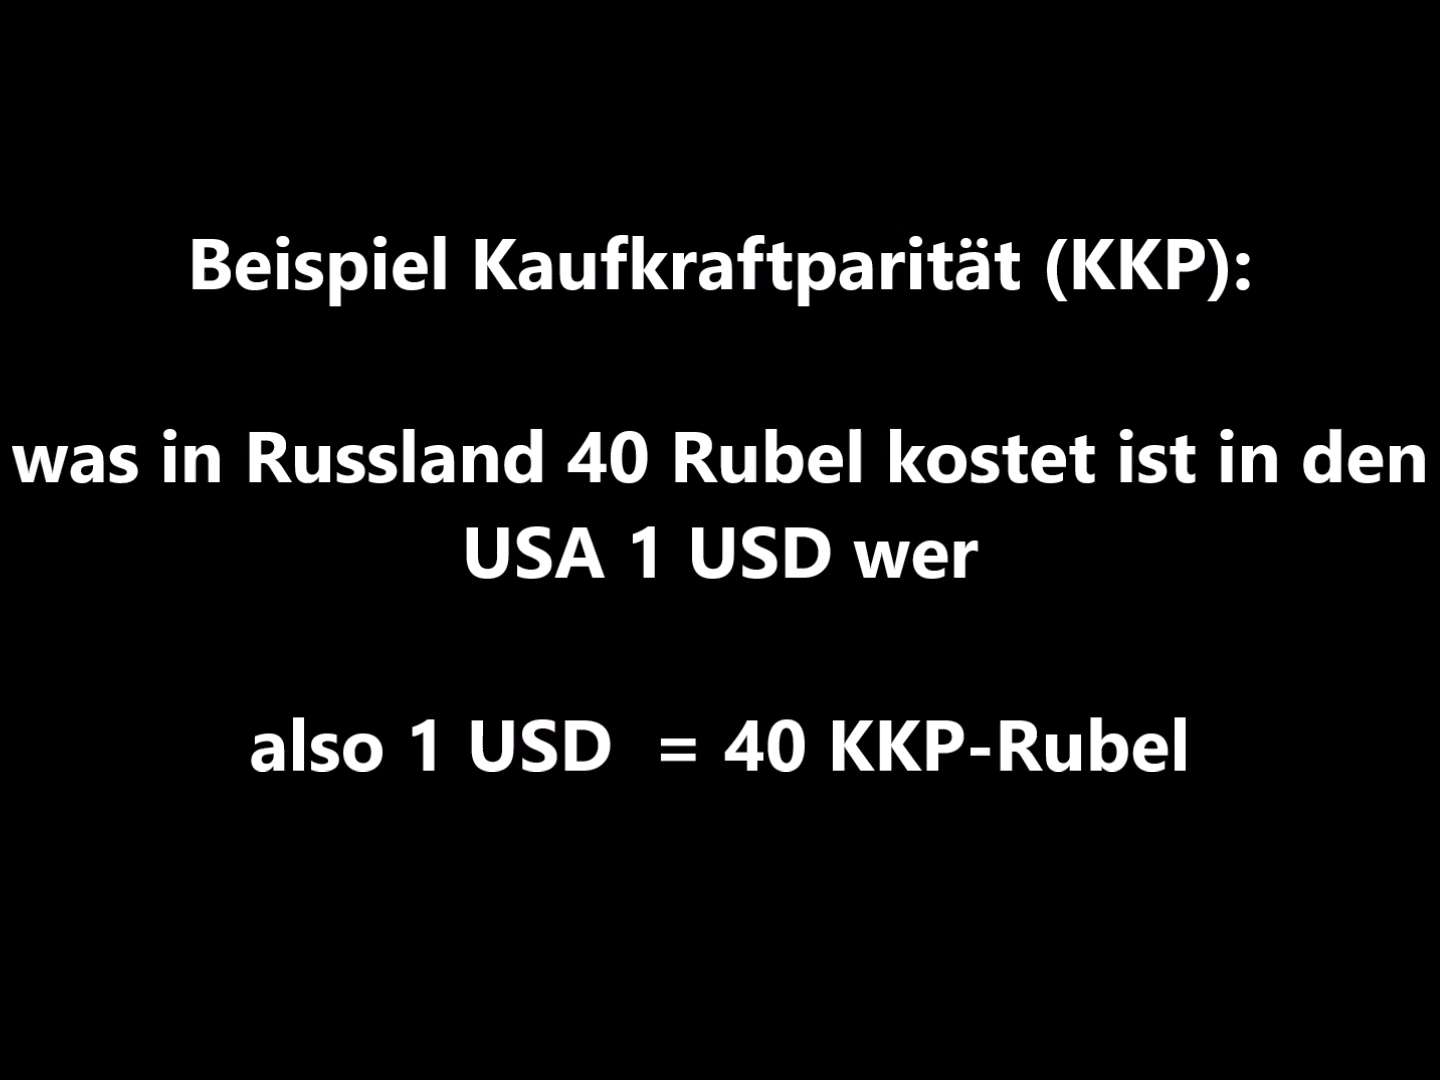 Beispiel Kaufkraftparität (KKP):
was in Russland 40 Rubel kostet ist in den
USA 1 USD wer
also 1 USD  = 40 KKP-Rubel